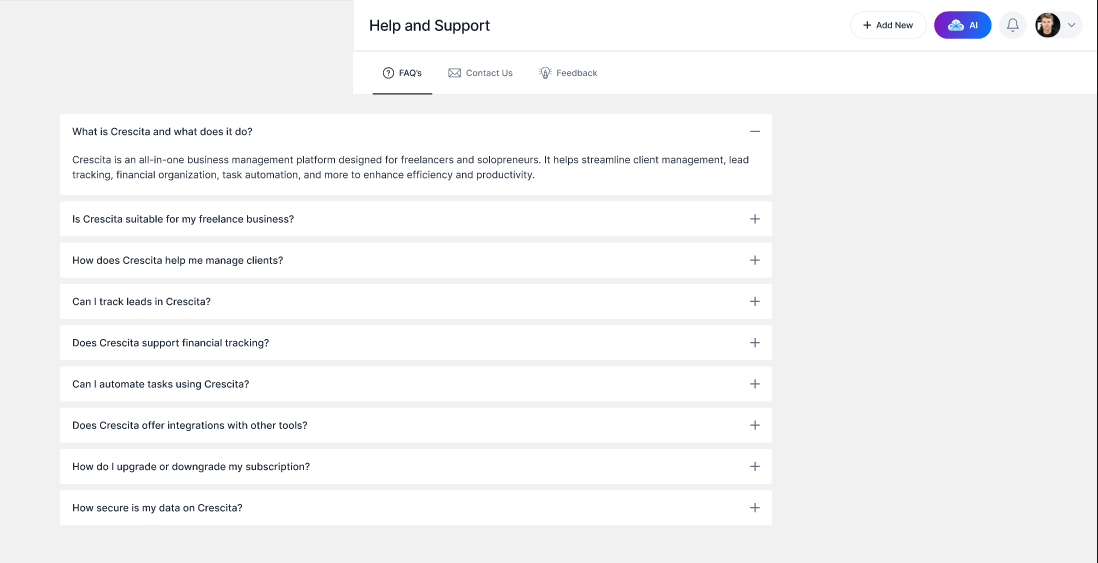 Help and Support
+ Add New
AI
FAQ's
Contact Us
Feedback
What is Crescita and what does it do?
Crescita is an all-in-one business management platform designed for freelancers and solopreneurs. It helps streamline client management, lead
tracking, financial organization, task automation, and more to enhance efficiency and productivity.
Is Crescita suitable for my freelance business?
How does Crescita help me manage clients?
Can I track leads in Crescita?
Does Crescita support financial tracking?
Can I automate tasks using Crescita?
Does Crescita offer integrations with other tools?
How do I upgrade or downgrade my subscription?
How secure is my data on Crescita?